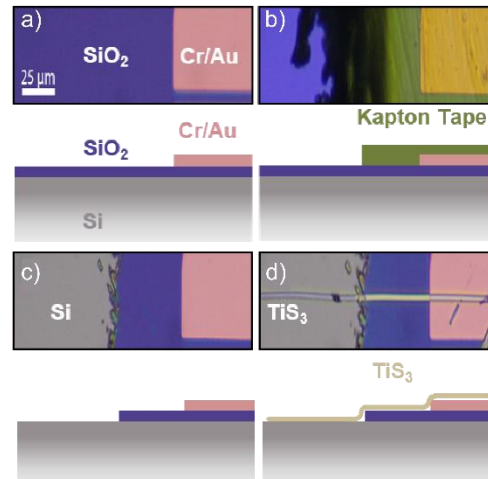 a)
SiO₂
Cr/Au
25 µm
b)
Cr/Au
SiO₂
Si
Kapton Tape
c)
Si
d)
TiS₃
TiS₃